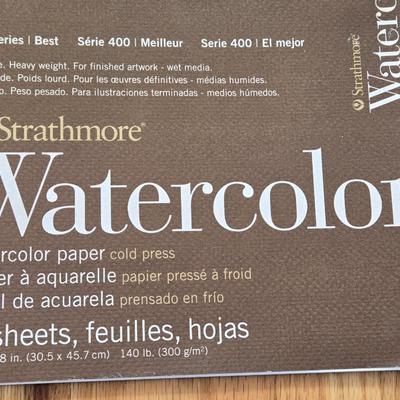 eries | Best Série 400 | Meilleur Serie 400 | El mejor
e. Heavy weight. For finished artwork - wet media.
de. Poids lourd. Pour les œuvres définitives - médias humides.
o. Peso pesado. Para ilustraciones terminadas - medios húmedos.
Strathmore®
Watercolor
rcolor paper cold press
er à aquarelle papier pressé à froid
l de acuarela prensado en frío
sheets, feuilles, hojas
8 in. (30.5 x 45.7 cm) 140 lb. (300 g/m²)
Strathmore®
Watercolo